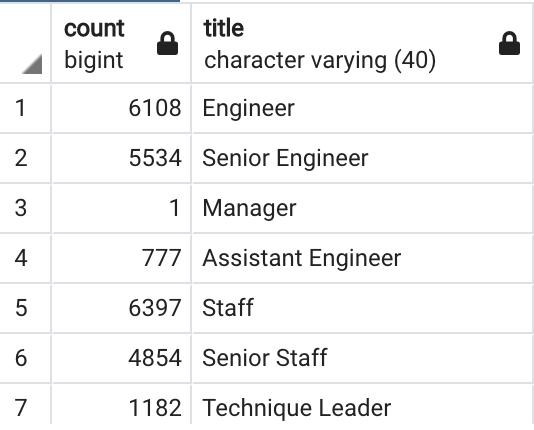 count title
bigint character varying (40)
1 6108 Engineer
2 5534 Senior Engineer
3 1 Manager
4 777 Assistant Engineer
5 6397 Staff
6 4854 Senior Staff
7 1182 Technique Leader